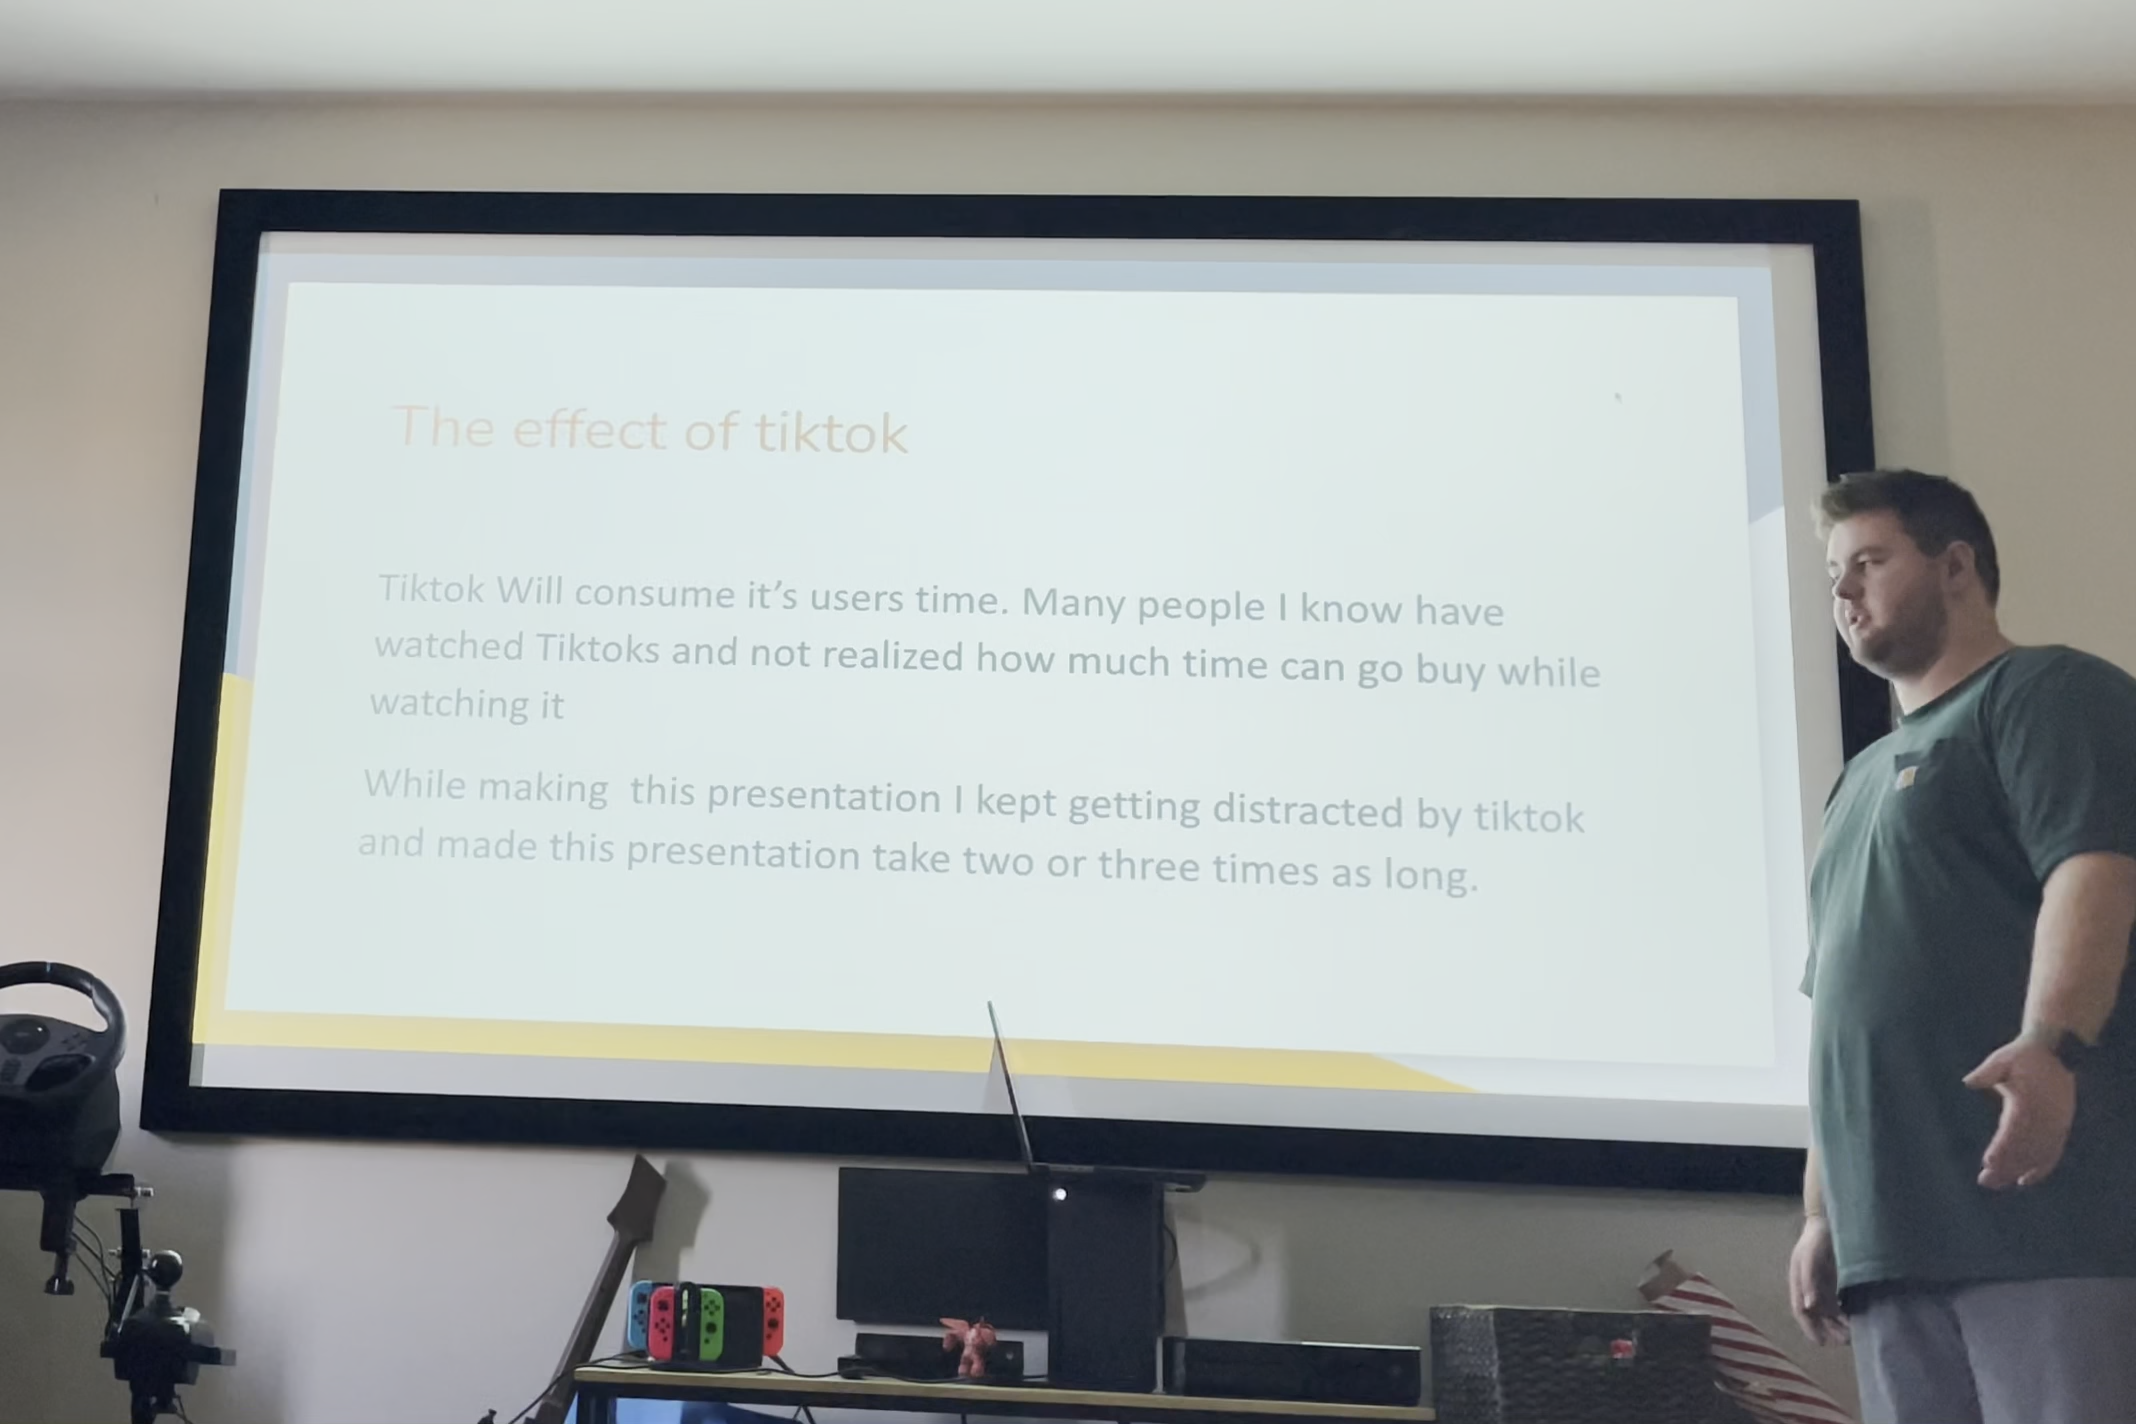 The effect of tiktok
Tiktok Will consume it's users time. Many people I know have
watched Tiktoks and not realized how much time can go buy while
watching it
While making  this presentation I kept getting distracted by tiktok
and made this presentation take two or three times as long.